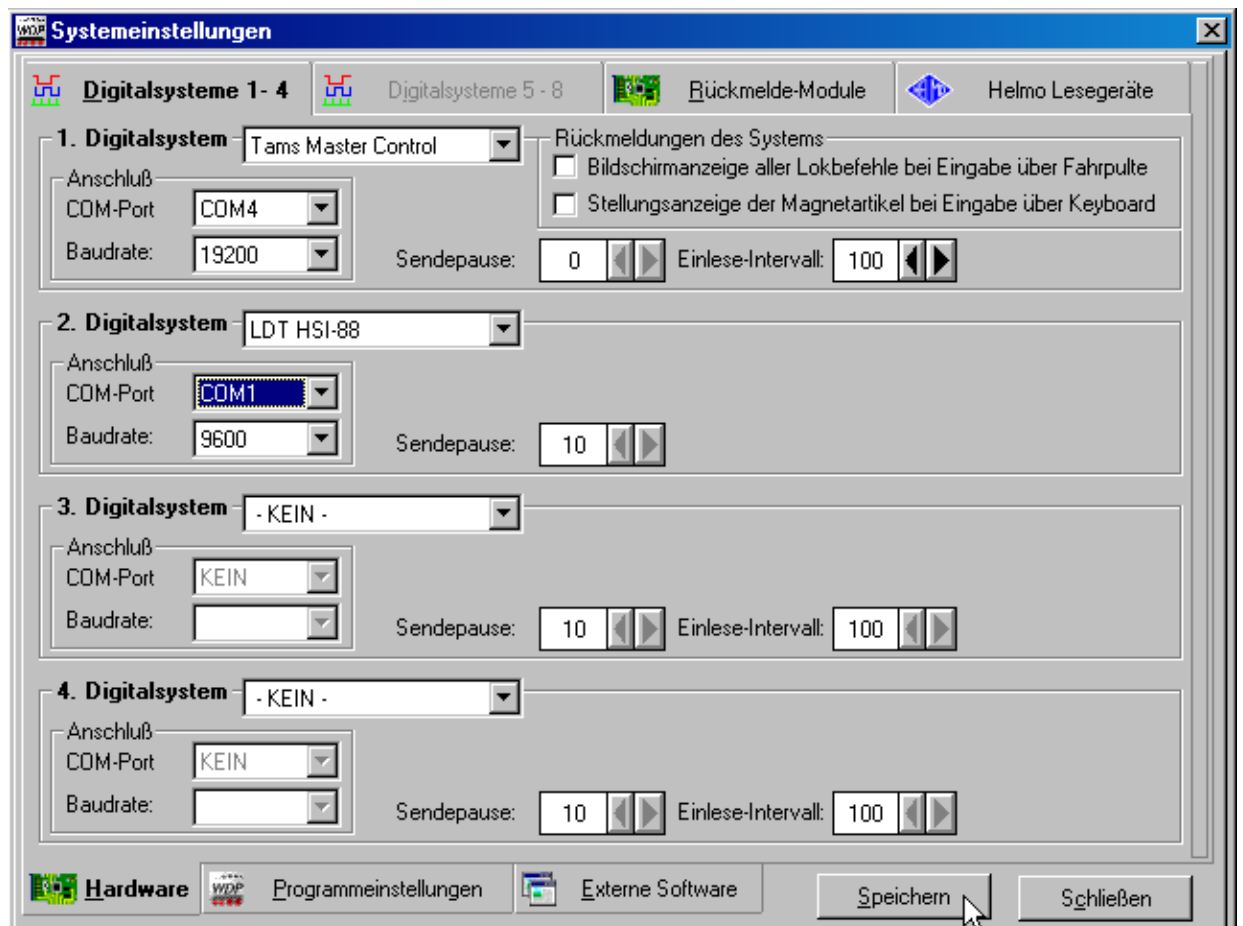 WDP Systemeinstellungen
Digitalsysteme 1- 4 Digitalsysteme 5 - 8 Rückmelde-Module Helmo Lesegeräte
1. Digitalsystem Tams Master Control
Rückmeldungen des Systems
Bildschirmanzeige aller Lokbefehle bei Eingabe über Fahrpulte
Stellungsanzeige der Magnetartikel bei Eingabe über Keyboard
Anschluß
COM-Port COM4
Baudrate: 19200 Sendepause: 0 Einlese-Intervall: 100
2. Digitalsystem LDT HSI-88
Anschluß
COM-Port COM1
Baudrate: 9600 Sendepause: 10
3. Digitalsystem - KEIN -
Anschluß
COM-Port KEIN
Baudrate: Sendepause: 10 Einlese-Intervall: 100
4. Digitalsystem - KEIN -
Anschluß
COM-Port KEIN
Baudrate: Sendepause: 10 Einlese-Intervall: 100
Hardware WDP Programmeinstellungen Externe Software Speichern Schließen